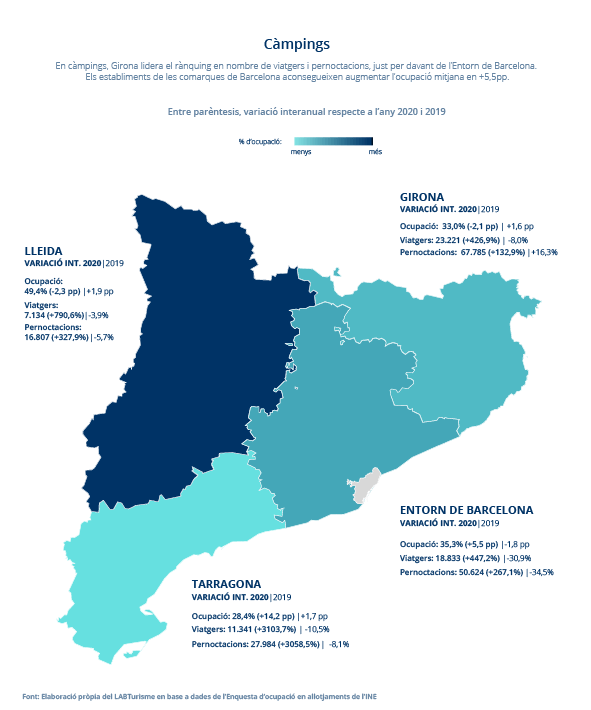 Càmpings
En càmpings, Girona lidera el rànquing en nombre de viatgers i pernoctacions, just per davant de l'Entorn de Barcelona.
Els establiments de les comarques de Barcelona aconsegueixen augmentar l'ocupació mitjana en +5,5pp.
Entre parèntesis, variació interanual respecte a l'any 2020 i 2019
% d'ocupació:
menys
més
GIRONA
VARIACIÓ INT. 2020|2019
Ocupació: 33,0% (-2,1 pp) | +1,6 pp
Viatgers: 23.221 (+426,9%) | -8,0%
Pernoctacions: 67.785 (+132,9%) |+16,3%
LLEIDA
VARIACIÓ INT. 2020|2019
Ocupació:
49,4% (-2,3 pp) |+1,9 pp
Viatgers:
7.134 (+790,6%)|-3,9%
Pernoctacions:
16.807 (+327,9%)|-5,7%
ENTORN DE BARCELONA
VARIACIÓ INT. 2020|2019
Ocupació: 35,3% (+5,5 pp) |-1,8 pp
Viatgers: 18.833 (+447,2%) |-30,9%
Pernoctacions: 50.624 (+267,1%) |-34,5%
TARRAGONA
VARIACIÓ INT. 2020|2019
Ocupació: 28,4% (+14,2 pp) |+1,7 pp
Viatgers: 11.341 (+3103,7%) | -10,5%
Pernoctacions: 27.984 (+3058,5%) | -8,1%
Font: Elaboració pròpia del LABTurisme en base a dades de l'Enquesta d'ocupació en allotjaments de l'INE